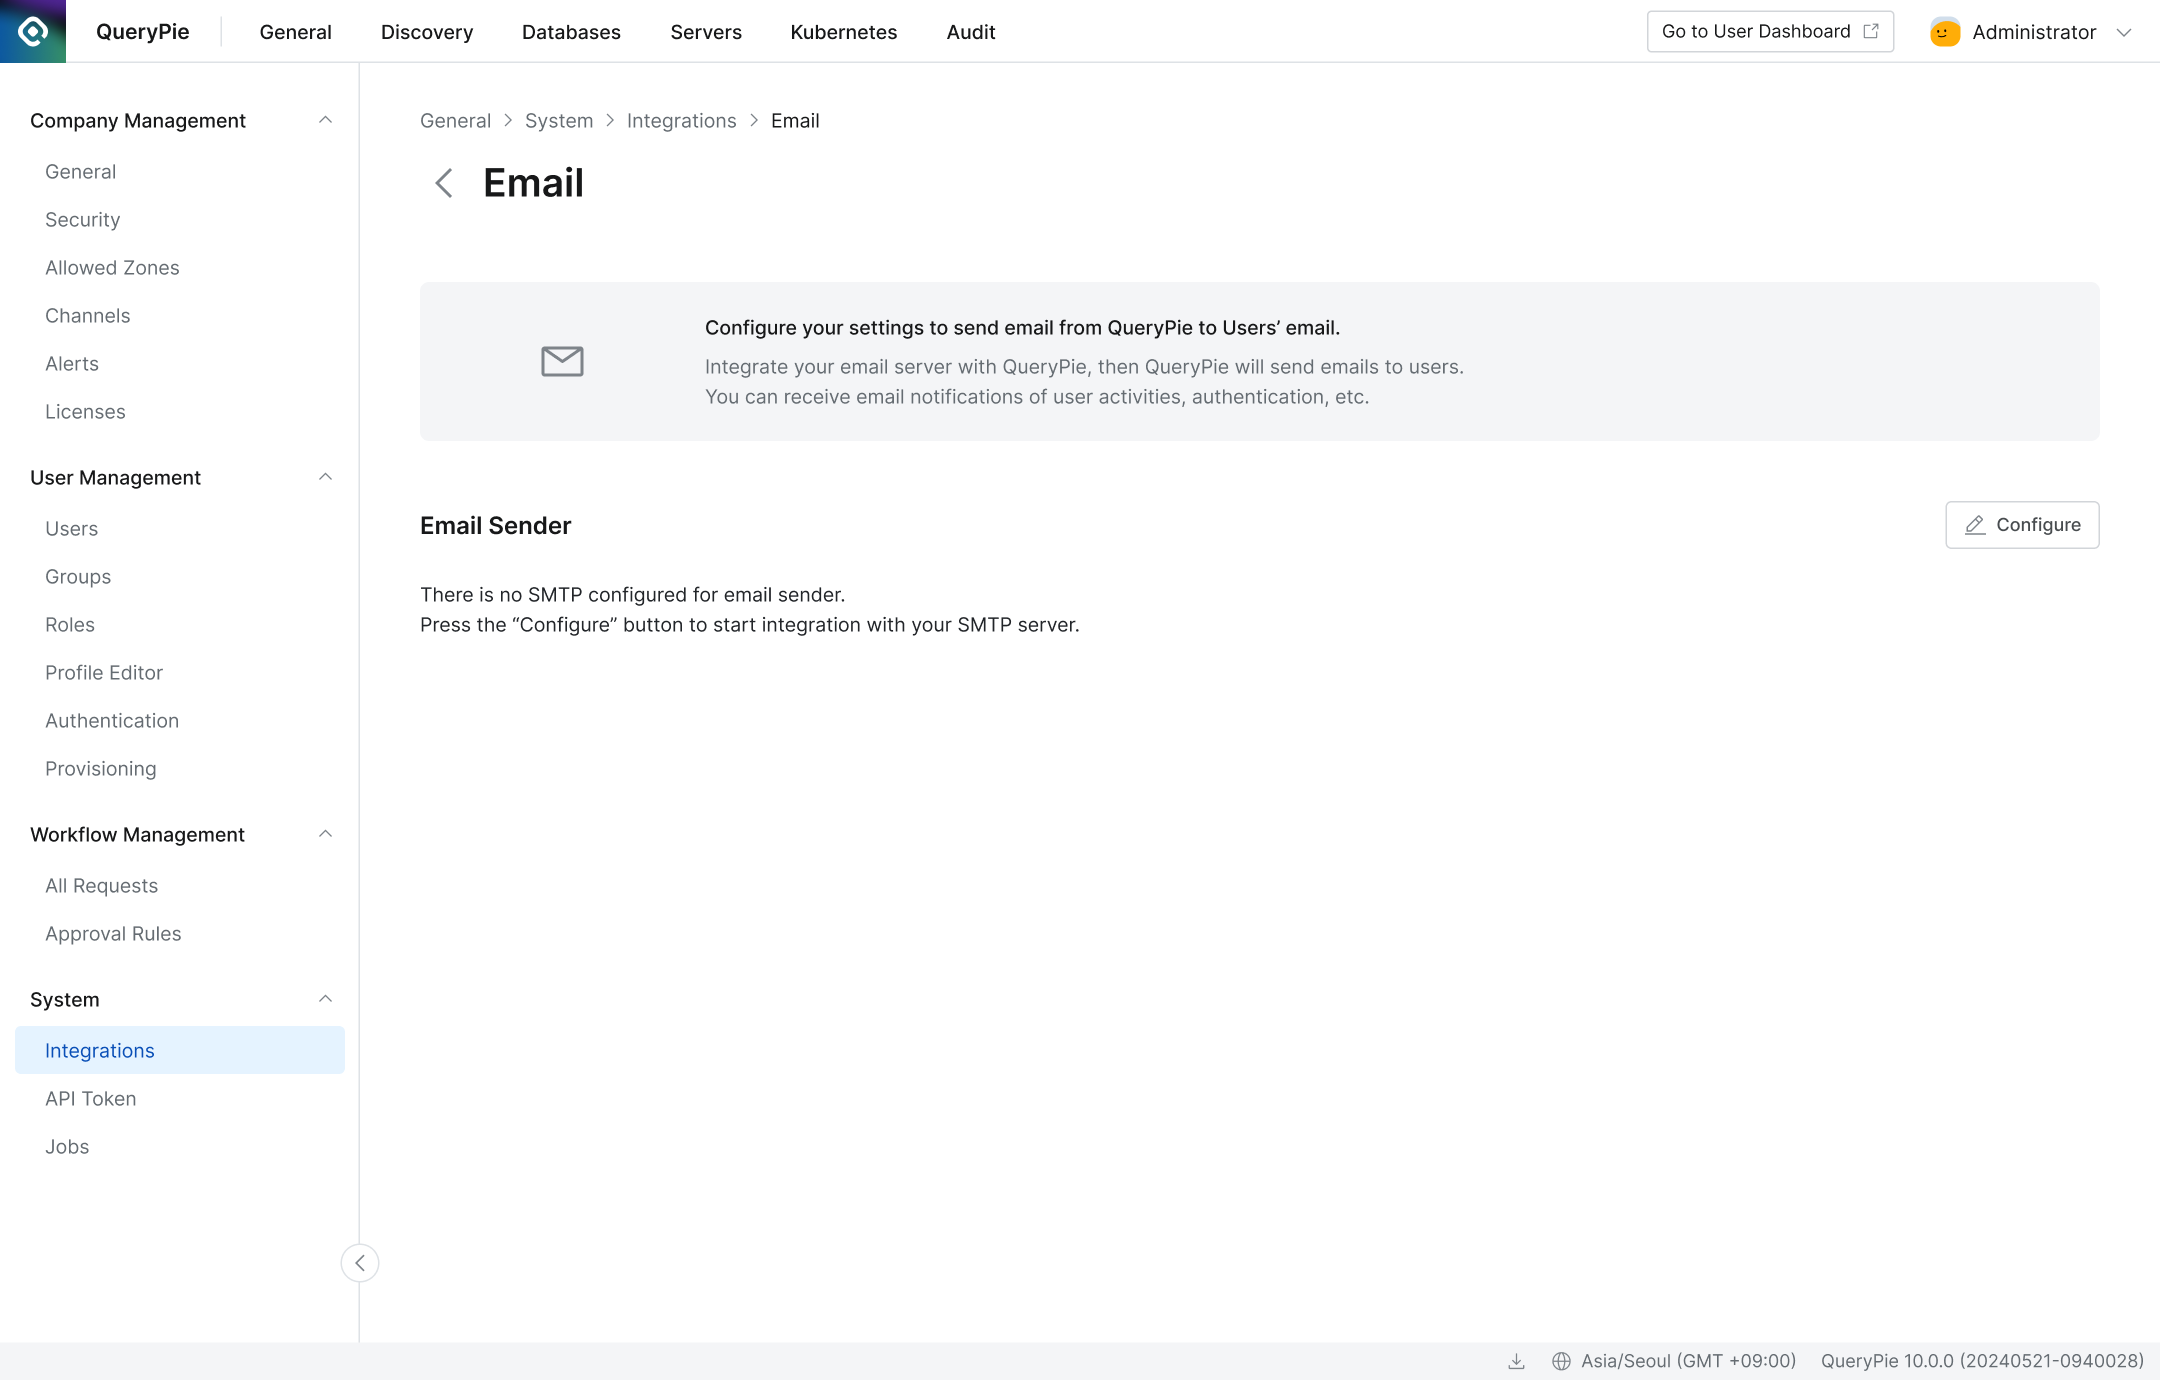 QueryPie
General
Discovery
Databases
Servers
Kubernetes
Audit
Go to User Dashboard
Administrator
Company Management
General
Security
Allowed Zones
Channels
Alerts
Licenses
User Management
Users
Groups
Roles
Profile Editor
Authentication
Provisioning
Workflow Management
All Requests
Approval Rules
System
Integrations
API Token
Jobs
General > System > Integrations > Email
Email
Configure your settings to send email from QueryPie to Users’ email.
Integrate your email server with QueryPie, then QueryPie will send emails to users.
You can receive email notifications of user activities, authentication, etc.
Email Sender
Configure
There is no SMTP configured for email sender.
Press the “Configure” button to start integration with your SMTP server.
Asia/Seoul (GMT +09:00)
QueryPie 10.0.0 (20240521-0940028)